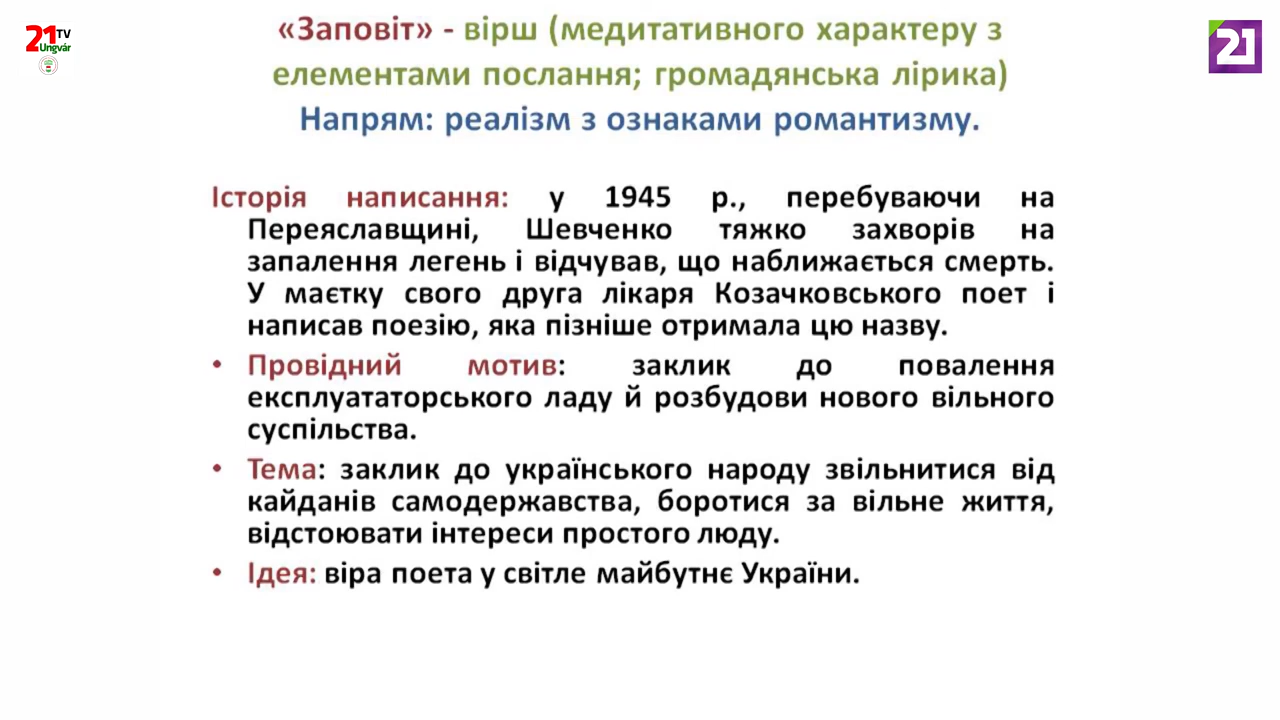 21 TV
Ungvár
21
«Заповіт» - вірш (медитативного характеру з
елементами послання; громадянська лірика)
Напрям: реалізм з ознаками романтизму.
Історія написання: у 1945 р., перебуваючи на
Переяславщині, Шевченко тяжко захворів на
запалення легень і відчував, що наближається смерть.
У маєтку свого друга лікаря Козачковського поет і
написав поезію, яка пізніше отримала цю назву.
• Провідний мотив: заклик до повалення
експлуататорського ладу й розбудови нового вільного
суспільства.
• Тема: заклик до українського народу звільнитися від
кайданів самодержавства, боротися за вільне життя,
відстоювати інтереси простого люду.
• Ідея: віра поета у світле майбутнє України.